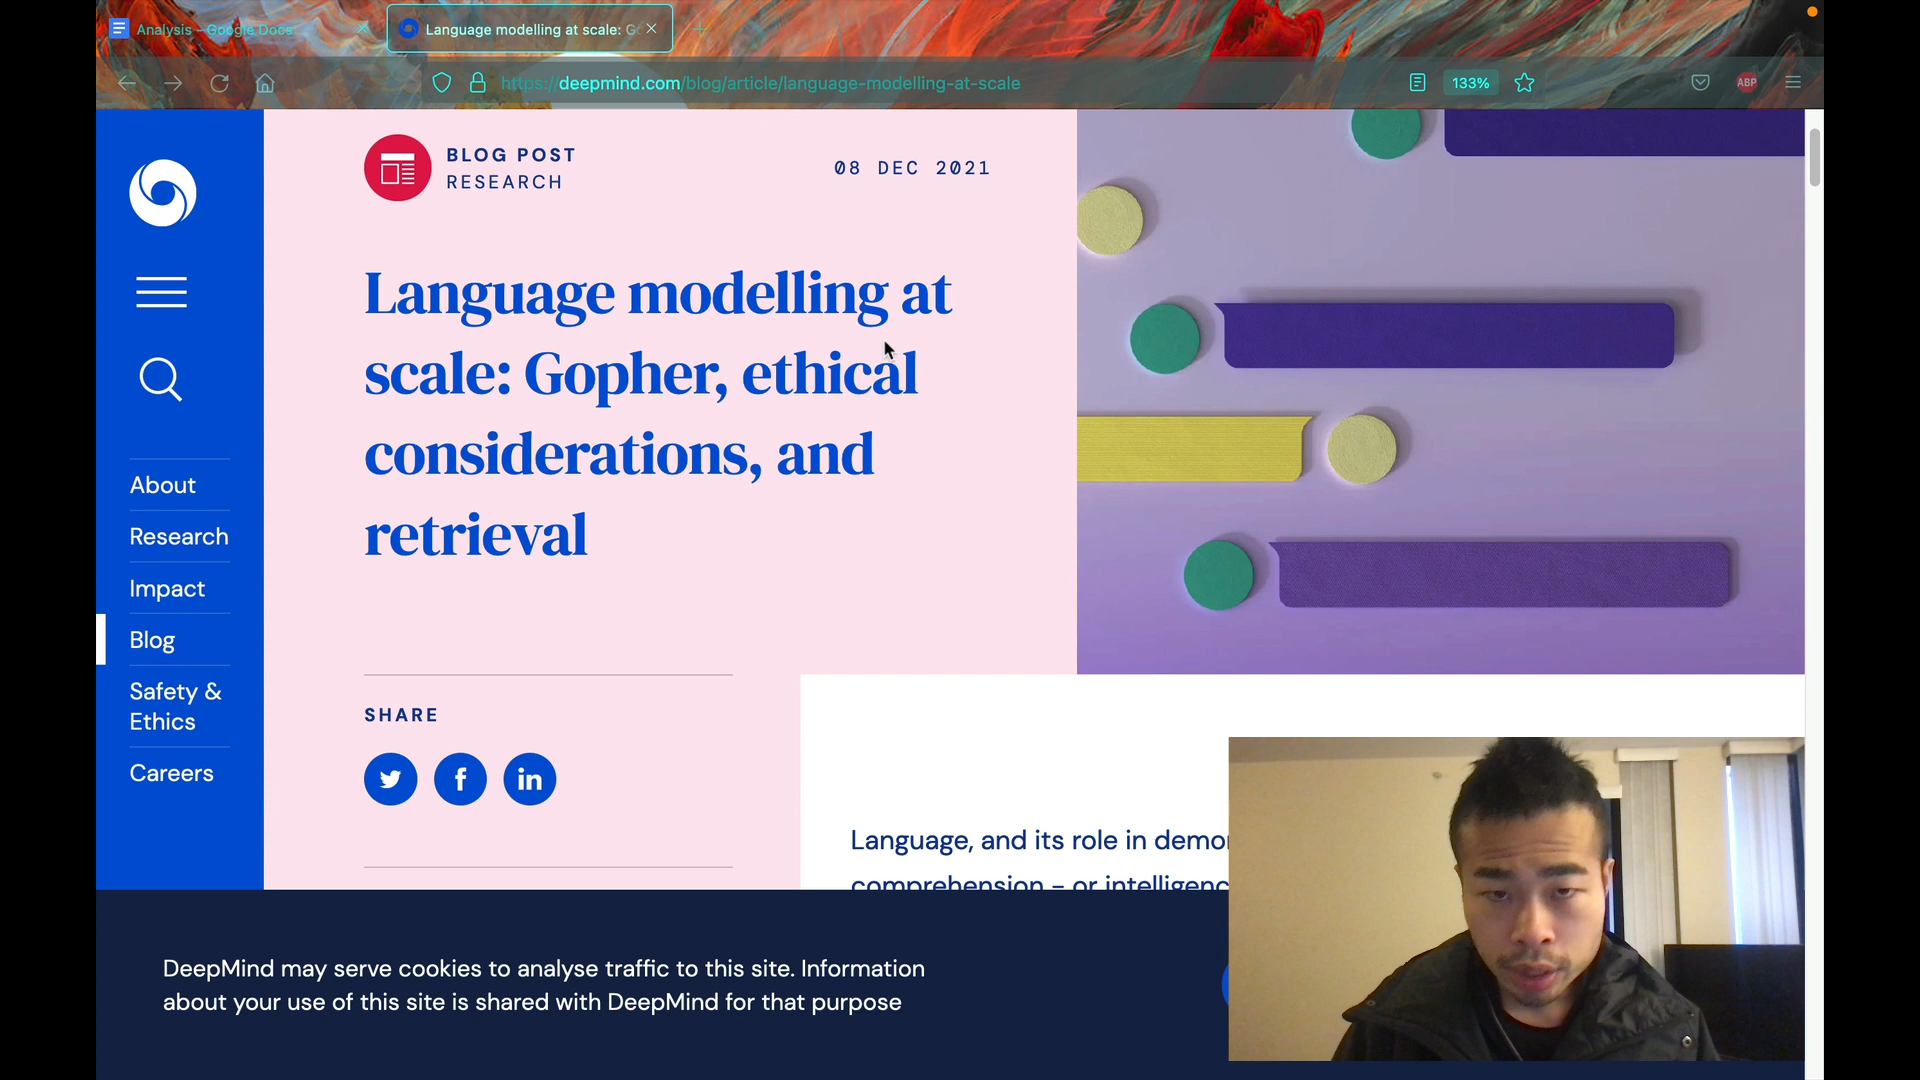 Analysis - Google Docs
Language modelling at scale: Go
https://deepmind.com/blog/article/language-modelling-at-scale
133%
ABP
BLOG POST
RESEARCH
08 DEC 2021
Language modelling at
scale: Gopher, ethical
considerations, and
retrieval
About
Research
Impact
Blog
Safety &
Ethics
Careers
SHARE
f
in
Language, and its role in demo
comprehension - or intelligenc
DeepMind may serve cookies to analyse traffic to this site. Information
about your use of this site is shared with DeepMind for that purpose